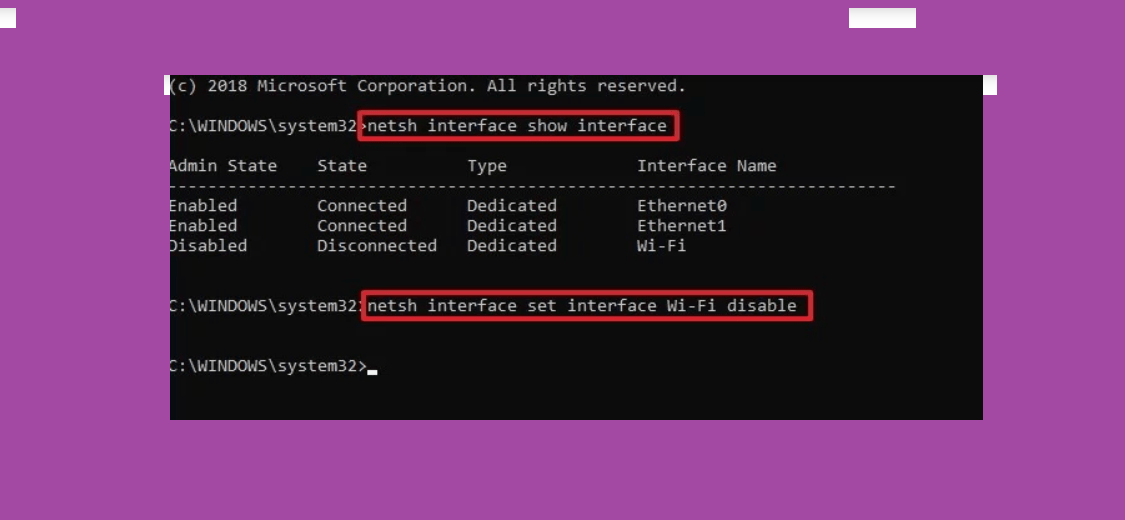 (c) 2018 Microsoft Corporation. All rights reserved.
C:\WINDOWS\system32>netsh interface show interface
Admin State    State          Type             Interface Name
-------------------------------------------------------------------------
Enabled        Connected      Dedicated        Ethernet0
Enabled        Connected      Dedicated        Ethernet1
Disabled       Disconnected   Dedicated        Wi-Fi
C:\WINDOWS\system32>netsh interface set interface Wi-Fi disable
C:\WINDOWS\system32>